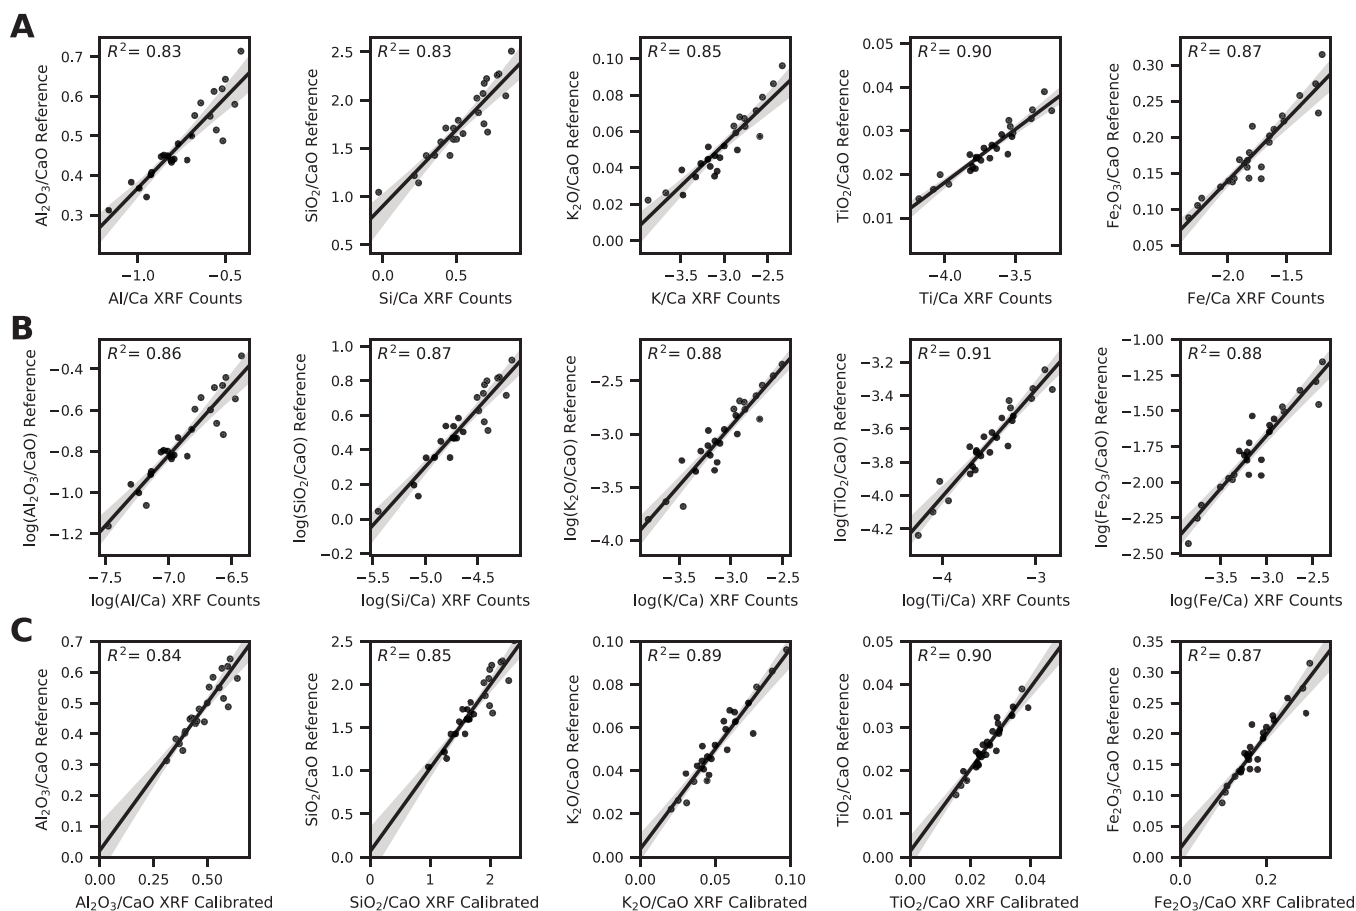 A
R²= 0.83
R²= 0.83
R²= 0.85
R²= 0.90
R²= 0.87
Al₂O₃/CaO Reference
0.7
0.6
0.5
0.4
0.3
−1.0
−0.5
Al/Ca XRF Counts
SiO₂/CaO Reference
2.5
2.0
1.5
1.0
0.5
0.0
0.5
Si/Ca XRF Counts
K₂O/CaO Reference
0.10
0.08
0.06
0.04
0.02
0.00
−3.5
−3.0
−2.5
K/Ca XRF Counts
TiO₂/CaO Reference
0.05
0.04
0.03
0.02
0.01
−4.0
−3.5
Ti/Ca XRF Counts
Fe₂O₃/CaO Reference
0.30
0.25
0.20
0.15
0.10
0.05
−2.0
−1.5
Fe/Ca XRF Counts
B
R²= 0.86
R²= 0.87
R²= 0.88
R²= 0.91
R²= 0.88
log(Al₂O₃/CaO) Reference
−0.4
−0.6
−0.8
−1.0
−1.2
−7.5
−7.0
−6.5
log(Al/Ca) XRF Counts
log(SiO₂/CaO) Reference
1.0
0.8
0.6
0.4
0.2
0.0
−0.2
−5.5
−5.0
−4.5
log(Si/Ca) XRF Counts
log(K₂O/CaO) Reference
−2.5
−3.0
−3.5
−4.0
−3.5
−3.0
−2.5
log(K/Ca) XRF Counts
log(TiO₂/CaO) Reference
−3.2
−3.4
−3.6
−3.8
−4.0
−4.2
−4
−3
log(Ti/Ca) XRF Counts
log(Fe₂O₃/CaO) Reference
−1.00
−1.25
−1.50
−1.75
−2.00
−2.25
−2.50
−3.5
−3.0
−2.5
log(Fe/Ca) XRF Counts
C
R²= 0.84
R²= 0.85
R²= 0.89
R²= 0.90
R²= 0.87
Al₂O₃/CaO Reference
0.7
0.6
0.5
0.4
0.3
0.2
0.1
0.0
0.00
0.25
0.50
Al₂O₃/CaO XRF Calibrated
SiO₂/CaO Reference
2.5
2.0
1.5
1.0
0.5
0.0
0
1
2
SiO₂/CaO XRF Calibrated
K₂O/CaO Reference
0.10
0.08
0.06
0.04
0.02
0.00
0.00
0.05
0.10
K₂O/CaO XRF Calibrated
TiO₂/CaO Reference
0.05
0.04
0.03
0.02
0.01
0.00
0.00
0.02
0.04
TiO₂/CaO XRF Calibrated
Fe₂O₃/CaO Reference
0.35
0.30
0.25
0.20
0.15
0.10
0.05
0.00
0.0
0.2
Fe₂O₃/CaO XRF Calibrated